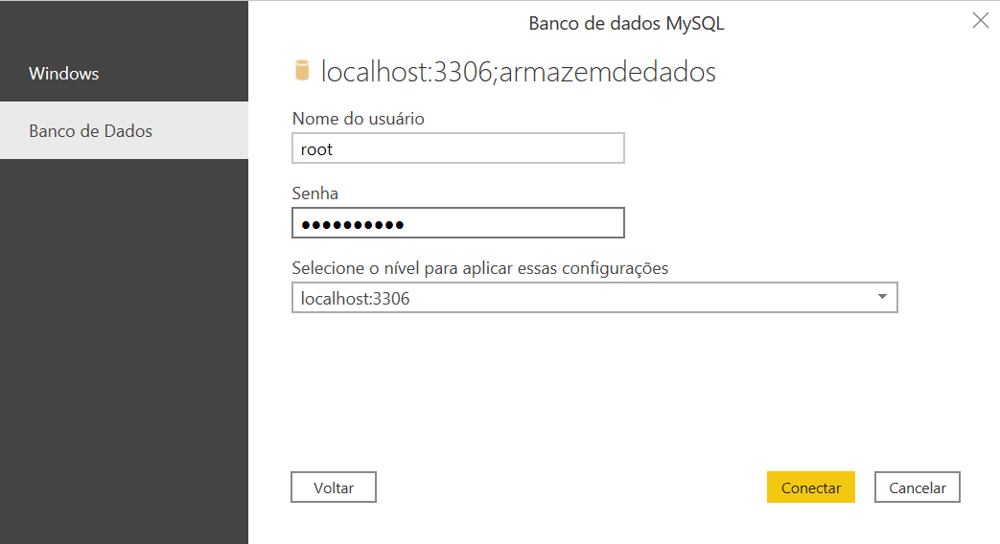 Banco de dados MySQL
Windows
Banco de Dados
localhost:3306;armazemdedados
Nome do usuário
root
Senha
●●●●●●●●●●
Selecione o nível para aplicar essas configurações
localhost:3306
Voltar
Conectar
Cancelar